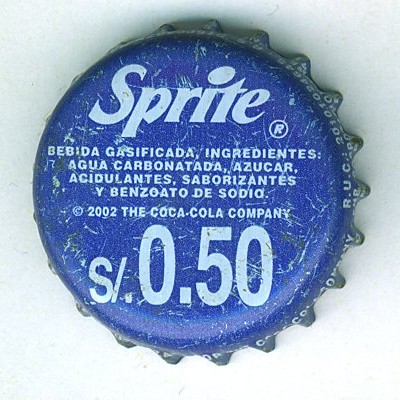 Sprite ®
BEBIDA GASIFICADA, INGREDIENTES:
AGUA CARBONATADA, AZUCAR,
ACIDULANTES, SABORIZANTES
Y BENZOATO DE SODIO.
© 2002 THE COCA-COLA COMPANY
S/. 0.50
R.U.C.: